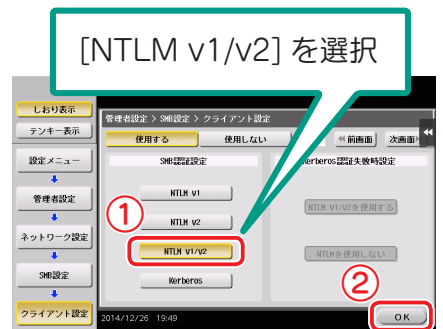 [NTLM v1/v2] を選択
しおり表示
テンキー表示
設定メニュー
管理者設定
ネットワーク設定
SMB設定
クライアント設定
管理者設定 > SMB設定 > クライアント設定
使用する
使用しない
前画面
次画面
SMB認証設定
Kerberos認証失敗時設定
NTLM v1
①
NTLM v2
NTLM v1/v2
Kerberos
NTLM v1/v2を使用する
NTLMを使用しない
②
2014/12/26 19:49
OK